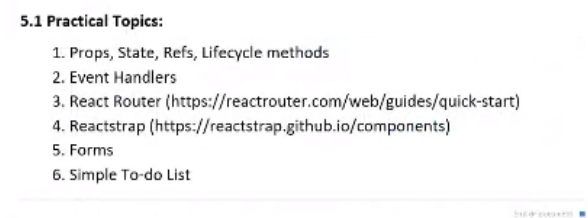 5.1 Practical Topics:
1. Props, State, Refs, Lifecycle methods
2. Event Handlers
3. React Router (https://reactrouter.com/web/guides/quick-start)
4. Reactstrap (https://reactstrap.github.io/components)
5. Forms
6. Simple To-do List